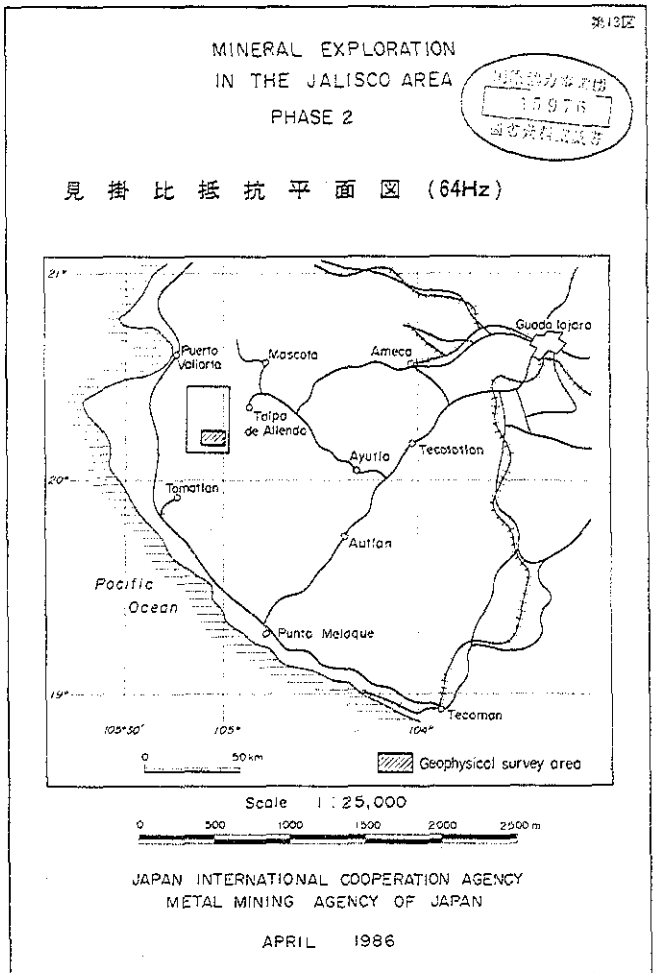 第13図
MINERAL EXPLORATION
IN THE JALISCO AREA
PHASE 2
15976
見掛比抵抗平面図 (64Hz)
21°
Guadalajara
Puerto
Vallarta
Mascota
Ameca
Talpa
de Allende
Ayutla
Tecolotlan
20°
Tomatlan
Autlan
Pacific
Ocean
Punta Melaque
19°
Tecoman
105°30'
105°
104°
0
50 km
Geophysical survey area
Scale 1:25,000
0 500 1000 1500 2000 2500 m
JAPAN INTERNATIONAL COOPERATION AGENCY
METAL MINING AGENCY OF JAPAN
APRIL 1986